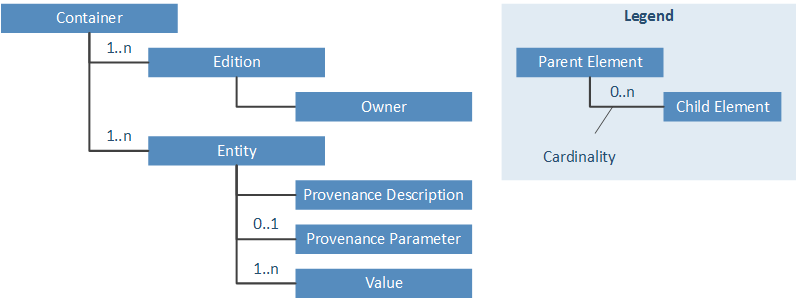 Container
1..n
Edition
Owner
1..n
Entity
Provenance Description
0..1
Provenance Parameter
1..n
Value
Legend
Parent Element
0..n
Child Element
Cardinality